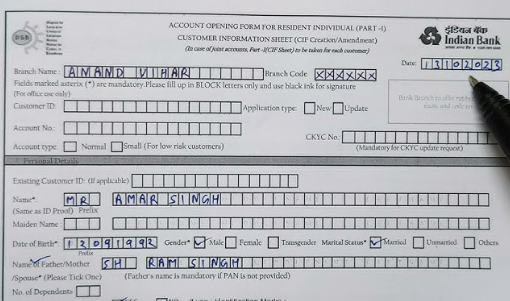 ACCOUNT OPENING FORM FOR RESIDENT INDIVIDUAL (PART -I)
CUSTOMER INFORMATION SHEET (CIF Creation/Amendment)
(In case of joint accounts, Part -I(CIF Sheet) to be taken for each customer)
इंडियन बैंक
Indian Bank
Date: 13102023
Branch Name : ANAND VIHAR Branch Code XXXXXX
Fields marked asterix (*) are mandatory.Please fill up in BLOCK letters only and use black ink for signature
(For office use only)
Customer ID: Application type: New Update
Account No.:
CKYC No.:
Account type : Normal Small (For low risk customers) (Mandatory for CKYC update request)
Personal Details
Existing Customer ID: (if applicable)
Name*: MR AMAR SINGH
(Same as ID Proof) Prefix
Maiden Name :
Date of Birth* 12091992 Gender* Male Female Transgender Marital Status* Married Unmarried Others
Prefix
Name of Father/Mother SH RAM SINGH
/Spouse* (Please Tick One) (Father's name is mandatory if PAN is not provided)
No. of Dependents: